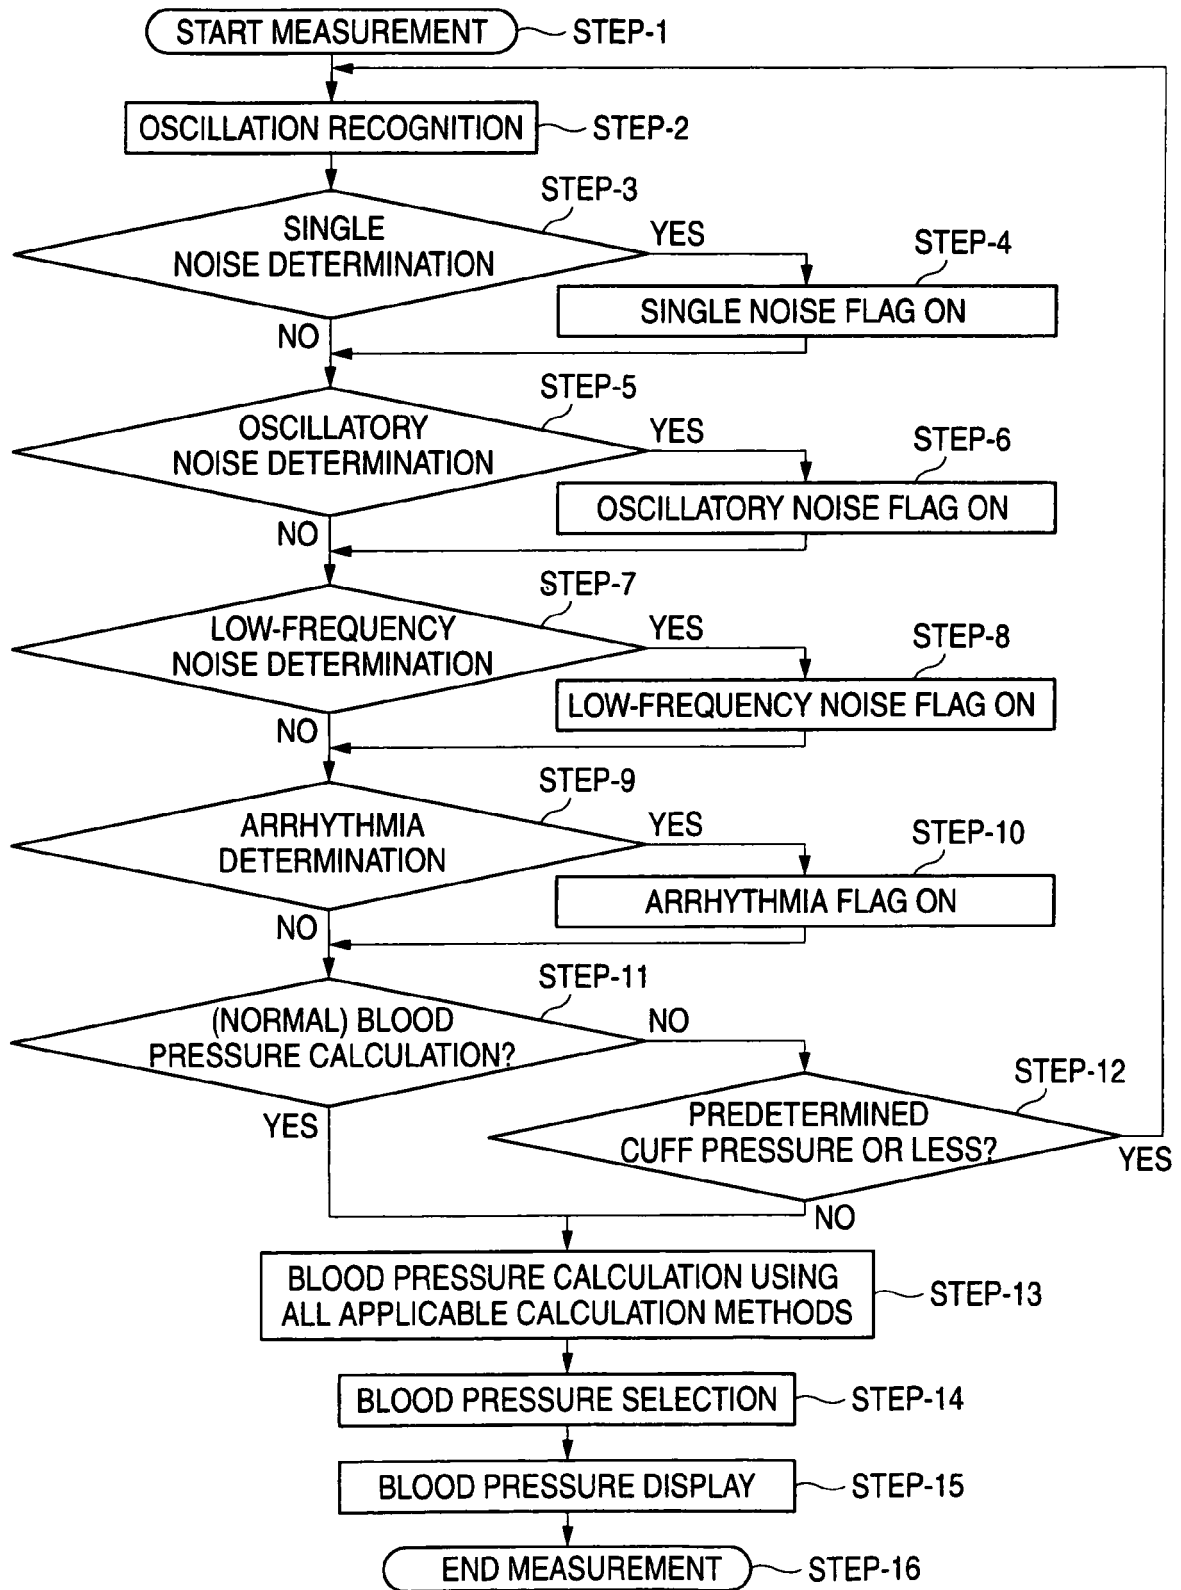 START MEASUREMENT
STEP-1
OSCILLATION RECOGNITION
STEP-2
STEP-3
SINGLE
NOISE DETERMINATION
YES
STEP-4
SINGLE NOISE FLAG ON
NO
STEP-5
OSCILLATORY
NOISE DETERMINATION
YES
STEP-6
OSCILLATORY NOISE FLAG ON
NO
STEP-7
LOW-FREQUENCY
NOISE DETERMINATION
YES
STEP-8
LOW-FREQUENCY NOISE FLAG ON
NO
STEP-9
ARRHYTHMIA
DETERMINATION
YES
STEP-10
ARRHYTHMIA FLAG ON
NO
STEP-11
(NORMAL) BLOOD
PRESSURE CALCULATION?
NO
YES
STEP-12
PREDETERMINED
CUFF PRESSURE OR LESS?
YES
NO
BLOOD PRESSURE CALCULATION USING
ALL APPLICABLE CALCULATION METHODS
STEP-13
BLOOD PRESSURE SELECTION
STEP-14
BLOOD PRESSURE DISPLAY
STEP-15
END MEASUREMENT
STEP-16